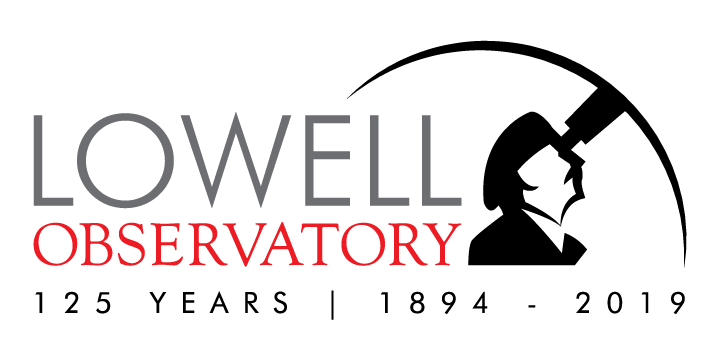 LOWELL
OBSERVATORY
125 YEARS | 1894 - 2019